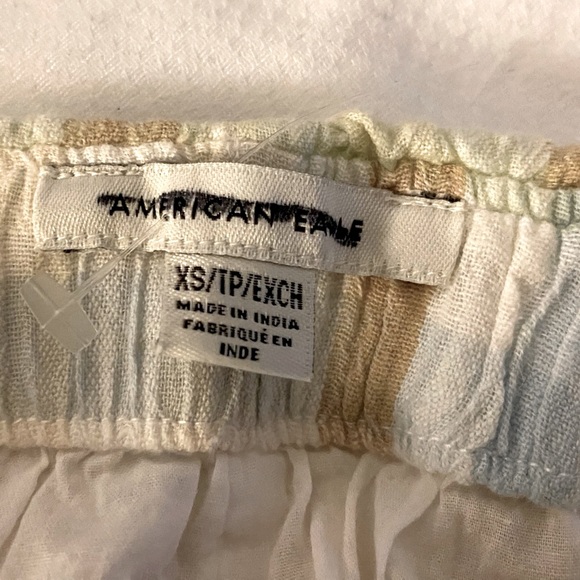 AMERICAN EAGLE
XS/TP/EXCH
MADE IN INDIA
FABRIQUÉ EN
INDE